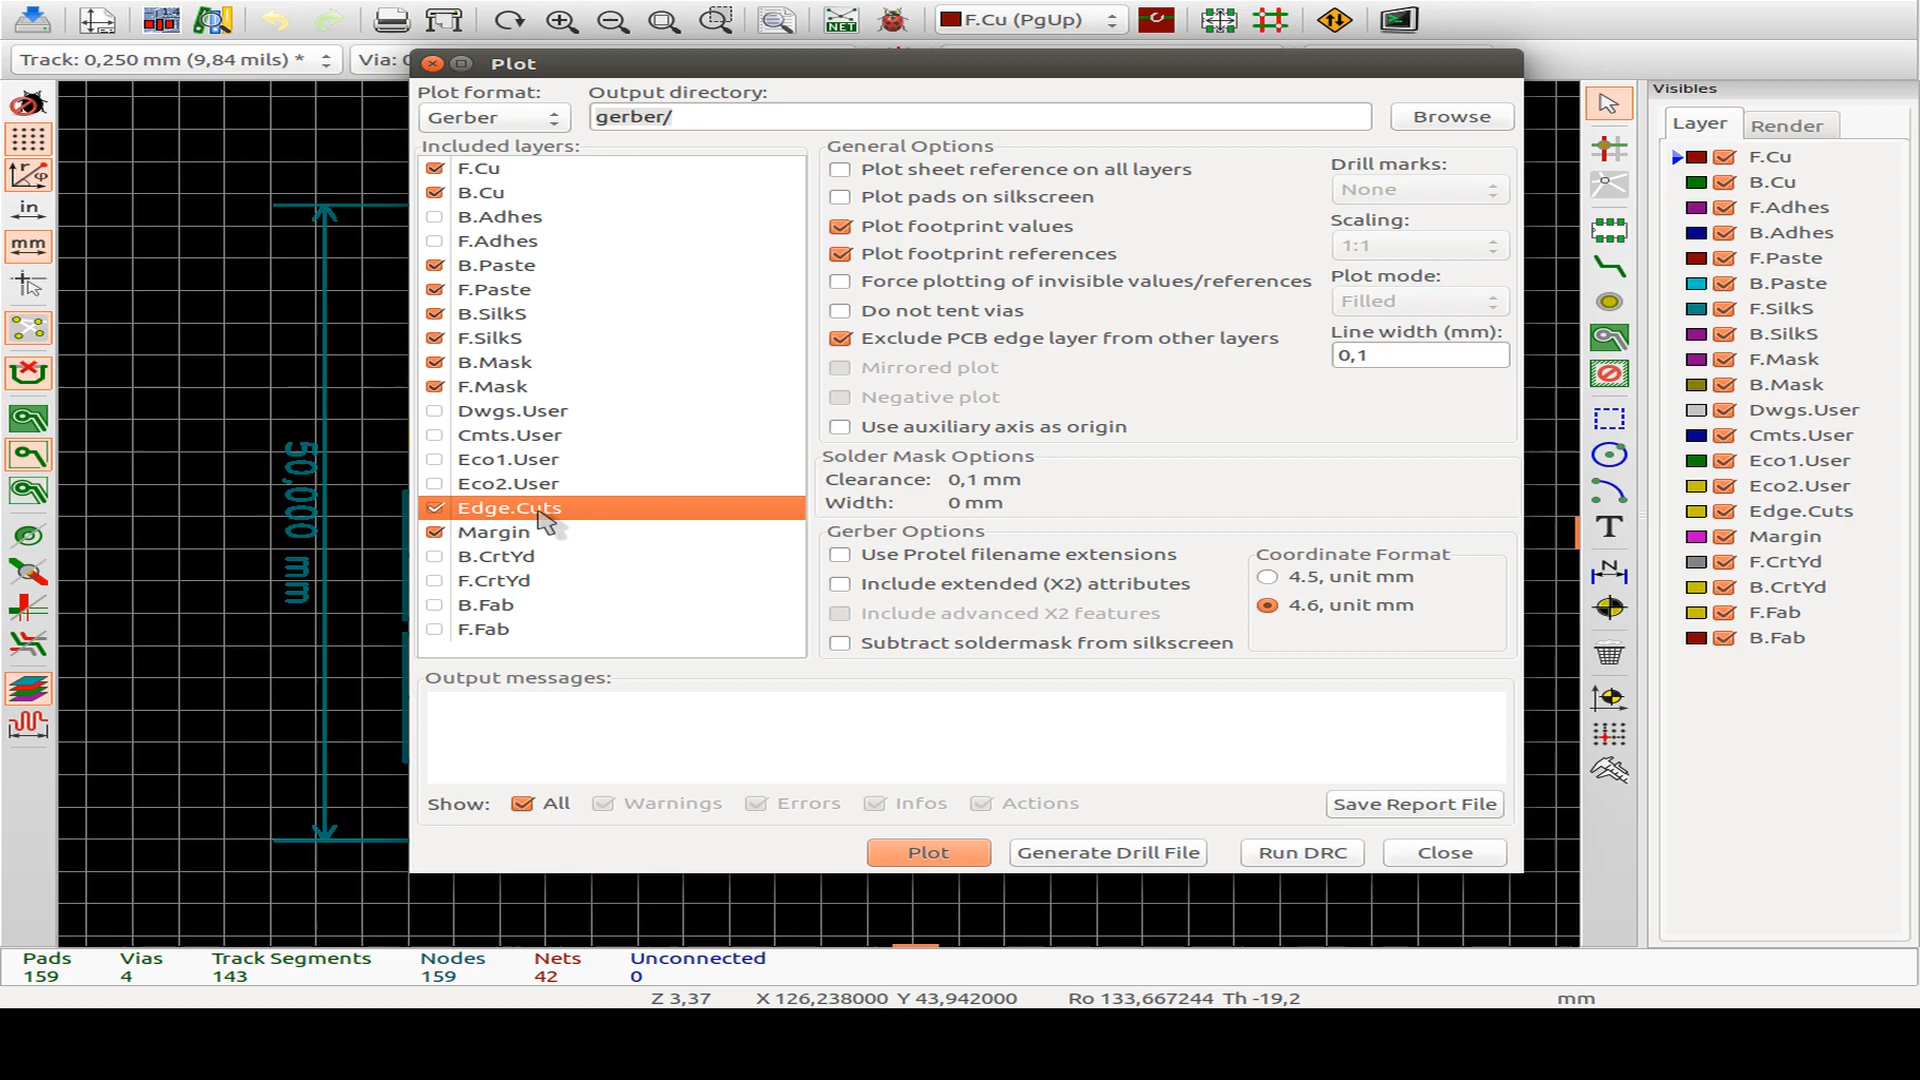 F.Cu (PgUp)
NET
Track: 0,250 mm (9,84 mils) *
Via: 0
Plot
Plot format:
Output directory:
Gerber
gerber/
Browse
Included layers:
F.Cu
B.Cu
B.Adhes
F.Adhes
B.Paste
F.Paste
B.SilkS
F.SilkS
B.Mask
F.Mask
Dwgs.User
Cmts.User
Eco1.User
Eco2.User
Edge.Cuts
Margin
B.CrtYd
F.CrtYd
B.Fab
F.Fab
General Options
Plot sheet reference on all layers
Plot pads on silkscreen
Plot footprint values
Plot footprint references
Force plotting of invisible values/references
Do not tent vias
Exclude PCB edge layer from other layers
Mirrored plot
Negative plot
Use auxiliary axis as origin
Drill marks:
None
Scaling:
1:1
Plot mode:
Filled
Line width (mm):
0,1
Solder Mask Options
Clearance: 0,1 mm
Width: 0 mm
Gerber Options
Use Protel filename extensions
Include extended (X2) attributes
Include advanced X2 features
Subtract soldermask from silkscreen
Coordinate Format
4.5, unit mm
4.6, unit mm
Output messages:
Show: All Warnings Errors Infos Actions
Save Report File
Plot
Generate Drill File
Run DRC
Close
in
mm
50,000 mm
T
N
Visibles
Layer
Render
F.Cu
B.Cu
F.Adhes
B.Adhes
F.Paste
B.Paste
F.SilkS
B.SilkS
F.Mask
B.Mask
Dwgs.User
Cmts.User
Eco1.User
Eco2.User
Edge.Cuts
Margin
F.CrtYd
B.CrtYd
F.Fab
B.Fab
Pads Vias Track Segments Nodes Nets Unconnected
159 4 143 159 42 0
Z 3,37 X 126,238000 Y 43,942000 Ro 133,667244 Th -19,2 mm